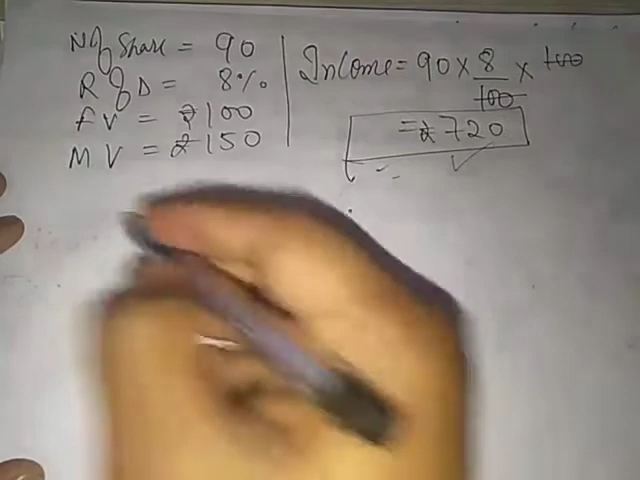 No of Share = 90
R of D = 8%
FV = ₹100
MV = ₹150
Income = 90 × 8/100 × 100
= ₹720